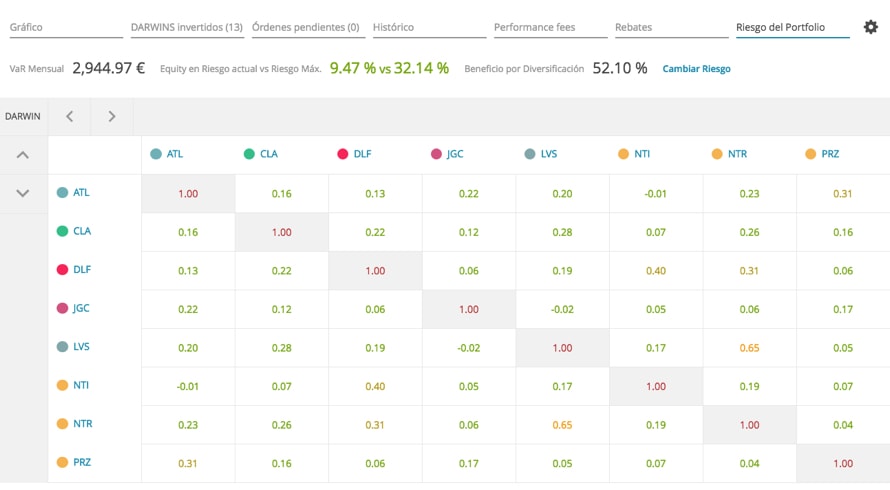 Gráfico DARWINS invertidos (13) Órdenes pendientes (0) Histórico Performance fees Rebates Riesgo del Portfolio
VaR Mensual 2,944.97 € Equity en Riesgo actual vs Riesgo Máx. 9.47 % vs 32.14 % Beneficio por Diversificación 52.10 % Cambiar Riesgo
DARWIN
ATL CLA DLF JGC LVS NTI NTR PRZ
ATL 1.00 0.16 0.13 0.22 0.20 -0.01 0.23 0.31
CLA 0.16 1.00 0.22 0.12 0.28 0.07 0.26 0.16
DLF 0.13 0.22 1.00 0.06 0.19 0.40 0.31 0.06
JGC 0.22 0.12 0.06 1.00 -0.02 0.05 0.06 0.17
LVS 0.20 0.28 0.19 -0.02 1.00 0.17 0.65 0.05
NTI -0.01 0.07 0.40 0.05 0.17 1.00 0.19 0.07
NTR 0.23 0.26 0.31 0.06 0.65 0.19 1.00 0.04
PRZ 0.31 0.16 0.06 0.17 0.05 0.07 0.04 1.00